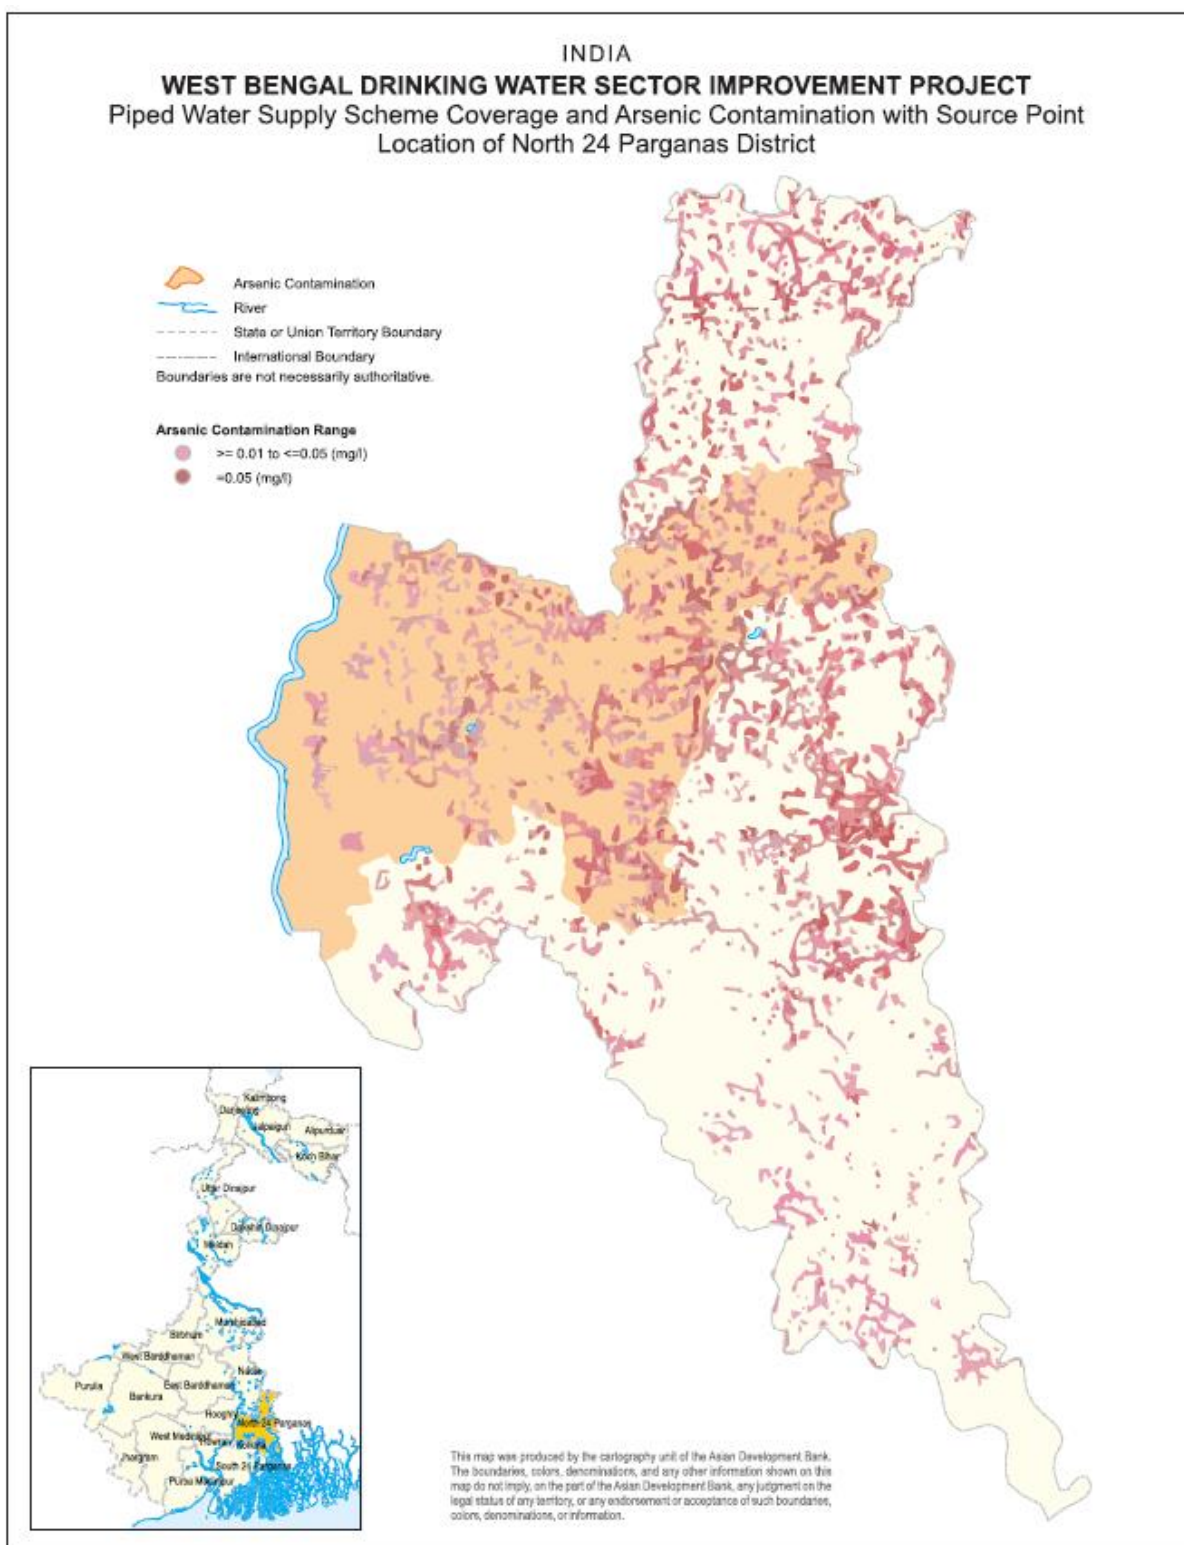 INDIA
WEST BENGAL DRINKING WATER SECTOR IMPROVEMENT PROJECT
Piped Water Supply Scheme Coverage and Arsenic Contamination with Source Point
Location of North 24 Parganas District
Arsenic Contamination
River
State or Union Territory Boundary
International Boundary
Boundaries are not necessarily authoritative.
Arsenic Contamination Range
>= 0.01 to <=0.05 (mg/l)
=0.05 (mg/l)
Kalimpong
Darjeeling
Jalpaiguri
Alipurduar
Koch Bihar
Uttar Dinajpur
Dakshin Dinajpur
Maldah
Murshidabad
Birbhum
West Barddhaman
Nadia
Purulia
East Barddhaman
Bankura
Hooghly
North 24 Parganas
West Medinipur
Howrah
Kolkata
Jhargram
South 24 Parganas
Purba Medinipur
This map was produced by the cartography unit of the Asian Development Bank.
The boundaries, colors, denominations, and any other information shown on this
map do not imply, on the part of the Asian Development Bank, any judgment on the
legal status of any territory, or any endorsement or acceptance of such boundaries,
colors, denominations, or information.